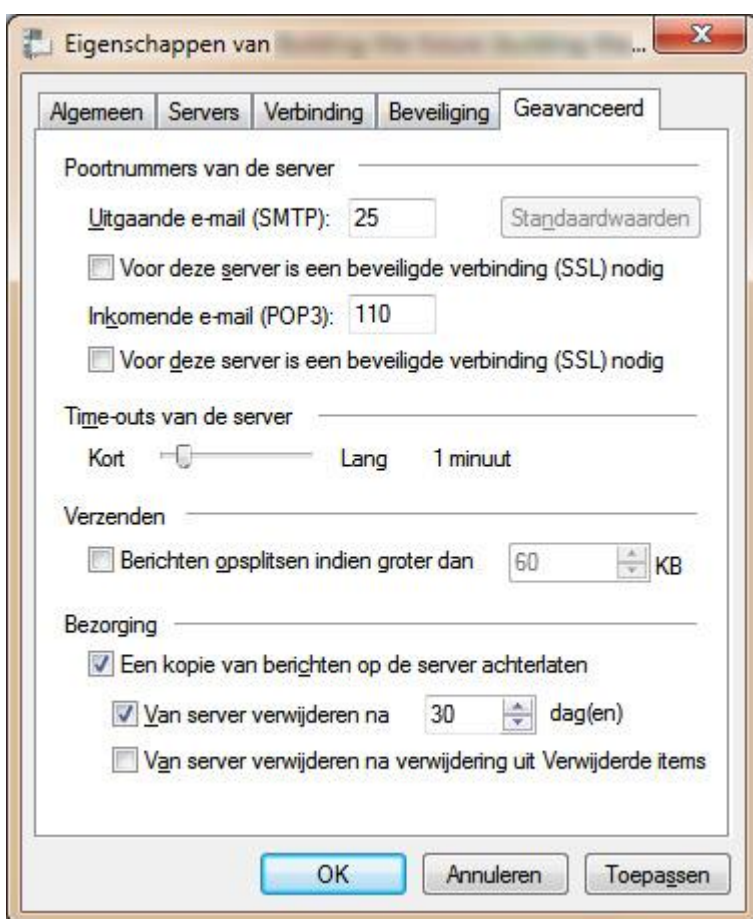 Eigenschappen van ...
Algemeen Servers Verbinding Beveiliging Geavanceerd
Poortnummers van de server
Uitgaande e-mail (SMTP): 25 Standaardwaarden
Voor deze server is een beveiligde verbinding (SSL) nodig
Inkomende e-mail (POP3): 110
Voor deze server is een beveiligde verbinding (SSL) nodig
Time-outs van de server
Kort Lang 1 minuut
Verzenden
Berichten opsplitsen indien groter dan 60 KB
Bezorging
Een kopie van berichten op de server achterlaten
Van server verwijderen na 30 dag(en)
Van server verwijderen na verwijdering uit Verwijderde items
OK Annuleren Toepassen